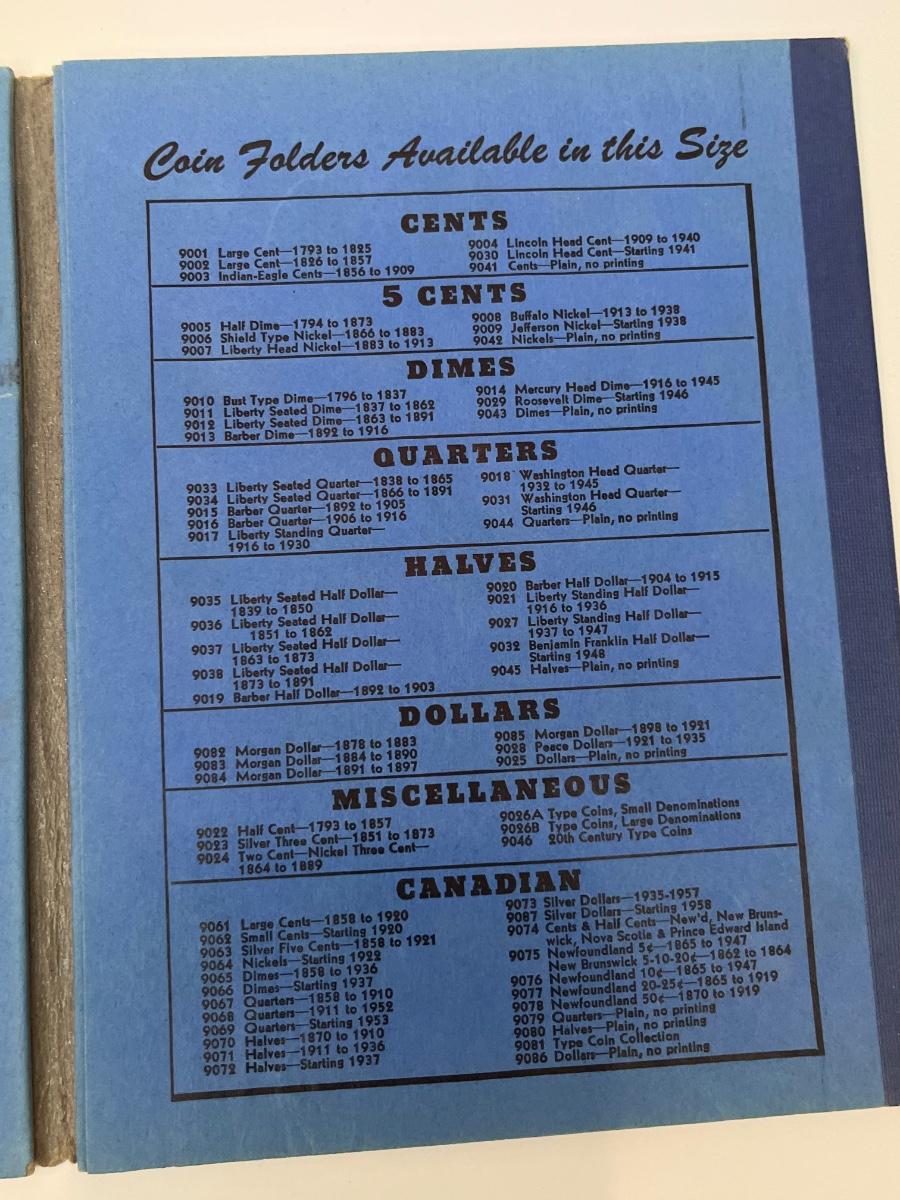 Coin Folders Available in this Size
CENTS
9001 Large Cent—1793 to 1825
9002 Large Cent—1826 to 1857
9003 Indian-Eagle Cents—1856 to 1909
9004 Lincoln Head Cent—1909 to 1940
9030 Lincoln Head Cent—Starting 1941
9041 Cents—Plain, no printing
5 CENTS
9005 Half Dime—1794 to 1873
9006 Shield Type Nickel—1866 to 1883
9007 Liberty Head Nickel—1883 to 1913
9008 Buffalo Nickel—1913 to 1938
9009 Jefferson Nickel—Starting 1938
9042 Nickels—Plain, no printing
DIMES
9010 Bust Type Dime—1796 to 1837
9011 Liberty Seated Dime—1837 to 1862
9012 Liberty Seated Dime—1863 to 1891
9013 Barber Dime—1892 to 1916
9014 Mercury Head Dime—1916 to 1945
9029 Roosevelt Dime—Starting 1946
9043 Dimes—Plain, no printing
QUARTERS
9033 Liberty Seated Quarter—1838 to 1865
9034 Liberty Seated Quarter—1866 to 1891
9015 Barber Quarter—1892 to 1905
9016 Barber Quarter—1906 to 1916
9017 Liberty Standing Quarter—
1916 to 1930
9018 Washington Head Quarter—
1932 to 1945
9031 Washington Head Quarter—
Starting 1946
9044 Quarters—Plain, no printing
HALVES
9035 Liberty Seated Half Dollar—
1839 to 1850
9036 Liberty Seated Half Dollar—
1851 to 1862
9037 Liberty Seated Half Dollar—
1863 to 1873
9038 Liberty Seated Half Dollar—
1873 to 1891
9019 Barber Half Dollar—1892 to 1903
9020 Barber Half Dollar—1904 to 1915
9021 Liberty Standing Half Dollar—
1916 to 1936
9027 Liberty Standing Half Dollar—
1937 to 1947
9032 Benjamin Franklin Half Dollar—
Starting 1948
9045 Halves—Plain, no printing
DOLLARS
9082 Morgan Dollar—1878 to 1883
9083 Morgan Dollar—1884 to 1890
9084 Morgan Dollar—1891 to 1897
9085 Morgan Dollar—1898 to 1921
9028 Peace Dollars—1921 to 1935
9025 Dollars—Plain, no printing
MISCELLANEOUS
9022 Half Cent—1793 to 1857
9023 Silver Three Cent—1851 to 1873
9024 Two Cent—Nickel Three Cent—
1864 to 1889
9026A Type Coins, Small Denominations
9026B Type Coins, Large Denominations
9046 20th Century Type Coins
CANADIAN
9061 Large Cents—1858 to 1920
9062 Small Cents—Starting 1920
9063 Silver Five Cents—1858 to 1921
9064 Nickels—Starting 1922
9065 Dimes—1858 to 1936
9066 Dimes—Starting 1937
9067 Quarters—1858 to 1910
9068 Quarters—1911 to 1952
9069 Quarters—Starting 1953
9070 Halves—1870 to 1910
9071 Halves—1911 to 1936
9072 Halves—Starting 1937
9073 Silver Dollars—1935-1957
9087 Silver Dollars—Starting 1958
9074 Cents & Half Cents—New'd, New Bruns-
wick, Nova Scotia & Prince Edward Island
9075 Newfoundland 5¢—1865 to 1947
New Brunswick 5-10-20¢—1862 to 1864
9076 Newfoundland 10¢—1865 to 1947
9077 Newfoundland 20-25¢—1865 to 1919
9078 Newfoundland 50¢—1870 to 1919
9079 Quarters—Plain, no printing
9080 Halves—Plain, no printing
9081 Type Coin Collection
9086 Dollars—Plain, no printing